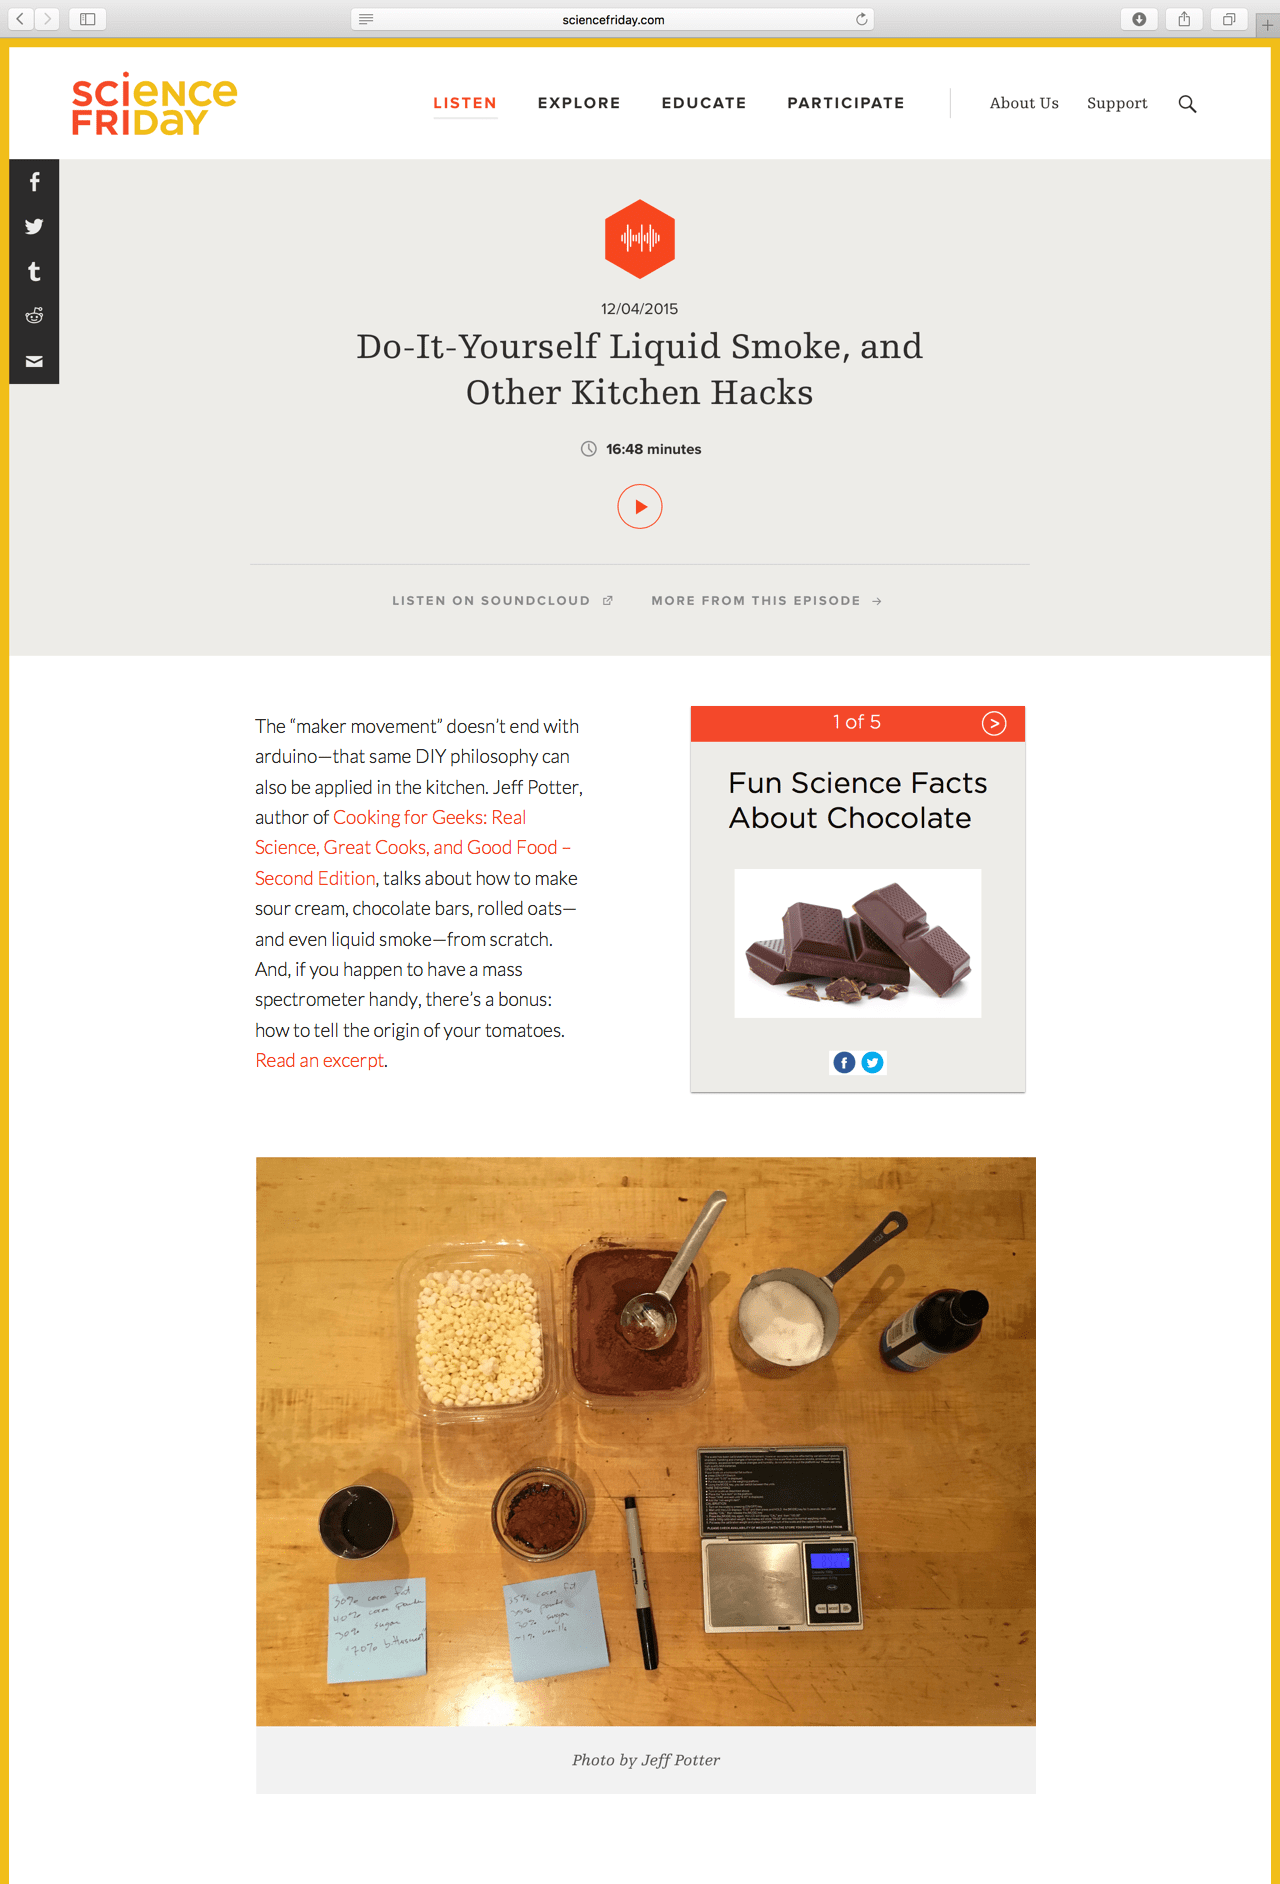 sciencefriday.com
SCIENCE
FRIDAY
LISTEN
EXPLORE
EDUCATE
PARTICIPATE
About Us
Support
12/04/2015
Do-It-Yourself Liquid Smoke, and
Other Kitchen Hacks
16:48 minutes
LISTEN ON SOUNDCLOUD
MORE FROM THIS EPISODE
The “maker movement” doesn’t end with
arduino—that same DIY philosophy can
also be applied in the kitchen. Jeff Potter,
author of Cooking for Geeks: Real
Science, Great Cooks, and Good Food –
Second Edition, talks about how to make
sour cream, chocolate bars, rolled oats—
and even liquid smoke—from scratch.
And, if you happen to have a mass
spectrometer handy, there’s a bonus:
how to tell the origin of your tomatoes.
Read an excerpt.
1 of 5
Fun Science Facts
About Chocolate
30% cocoa fat
40% cocoa powder
30% sugar
"70% bittersweet"
35% cocoa fat
30% sugar
~1% vanilla
Photo by Jeff Potter